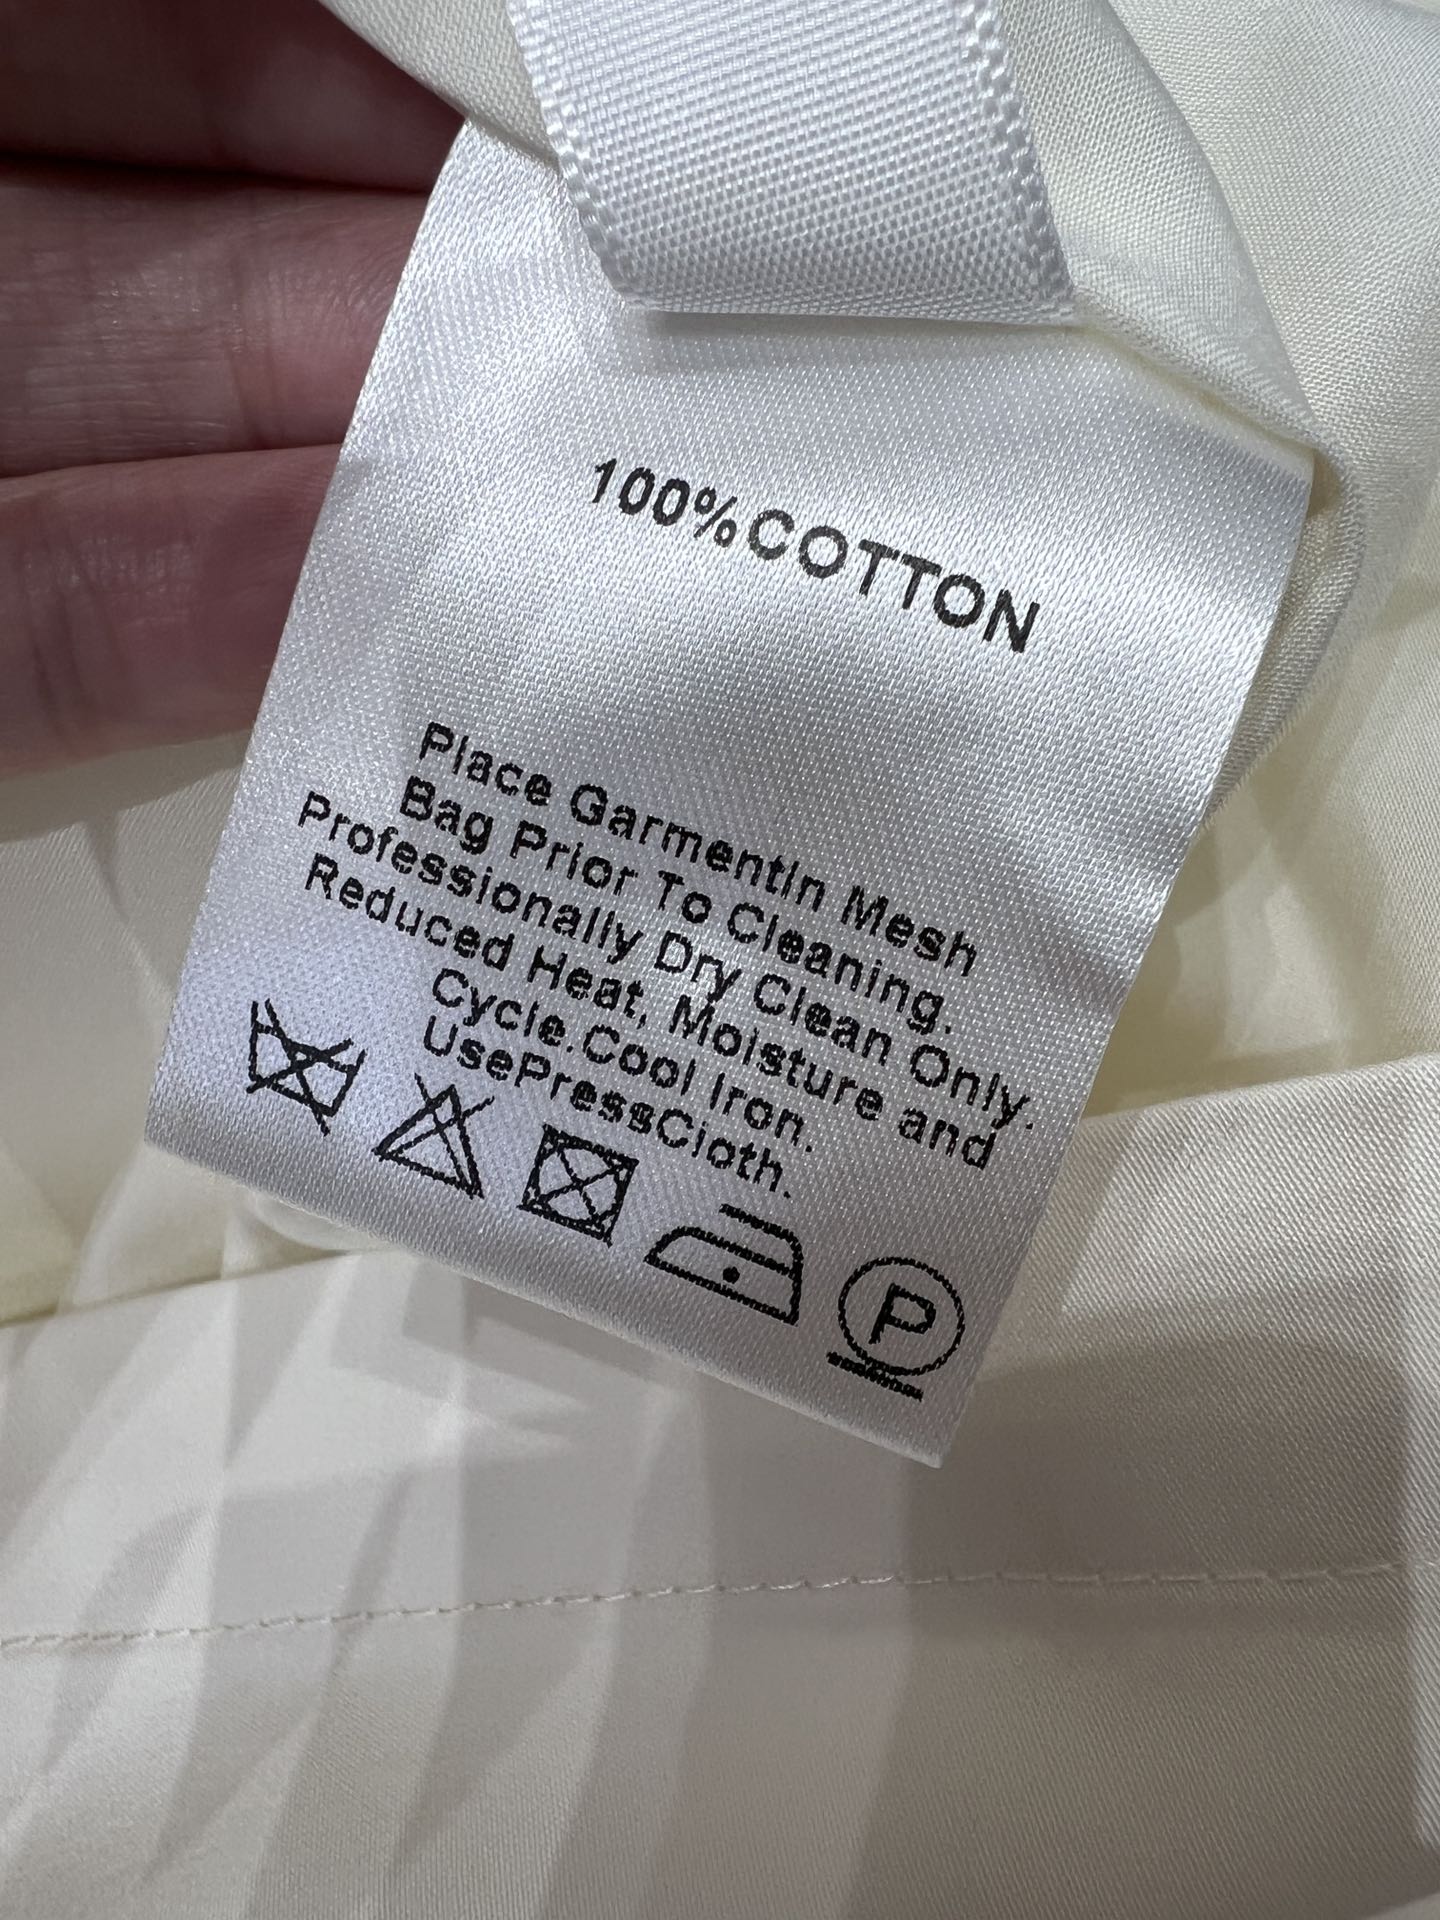 100%COTTON
Place GarmentIn Mesh
Bag Prior To Cleaning.
Professionally Dry Clean Only.
Reduced Heat, Moisture and
Cycle.Cool Iron.
UsePressCloth.
P